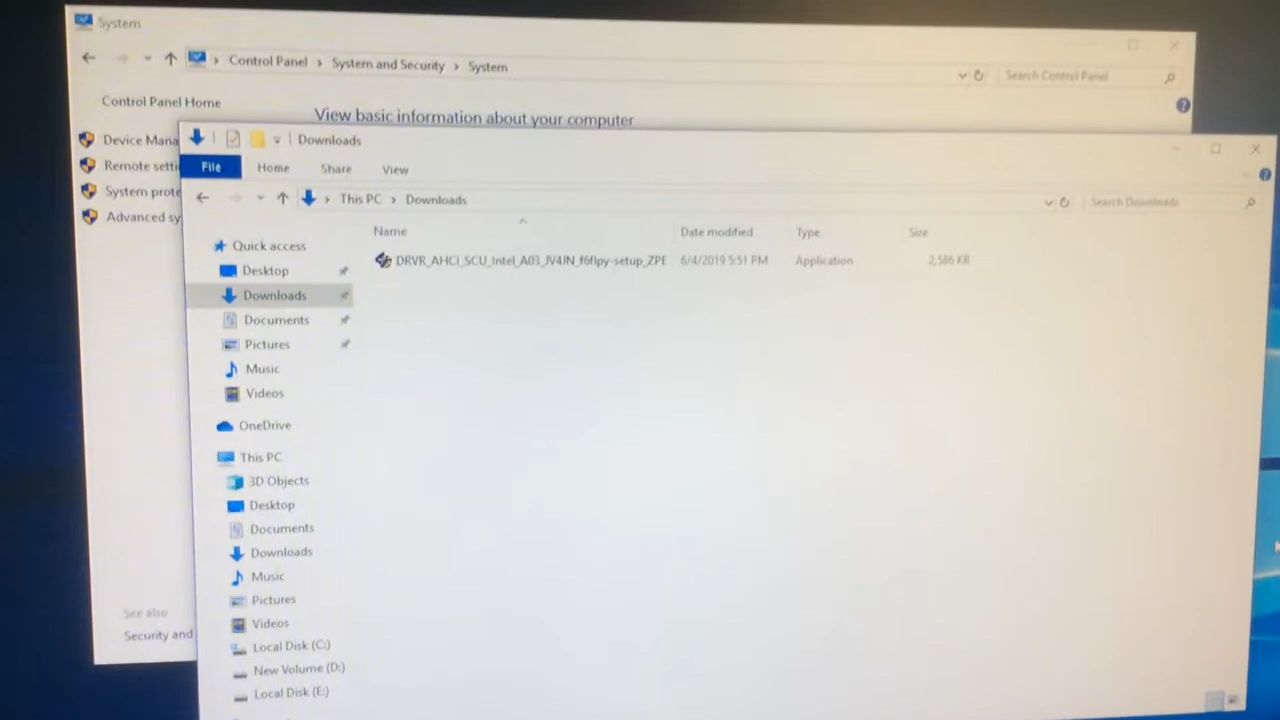 System
Control Panel › System and Security › System
Search Control Panel
Control Panel Home
View basic information about your computer
Device Mana
Remote setti
System prote
Advanced sy
See also
Security and
Downloads
File Home Share View
This PC › Downloads
Search Downloads
Name Date modified Type Size
DRVR_AHCI_SCU_Intel_A03_JV4JN_f6flpy-setup_ZPE 6/4/2019 5:51 PM Application 2,586 KB
Quick access
Desktop
Downloads
Documents
Pictures
Music
Videos
OneDrive
This PC
3D Objects
Desktop
Documents
Downloads
Music
Pictures
Videos
Local Disk (C:)
New Volume (D:)
Local Disk (E:)